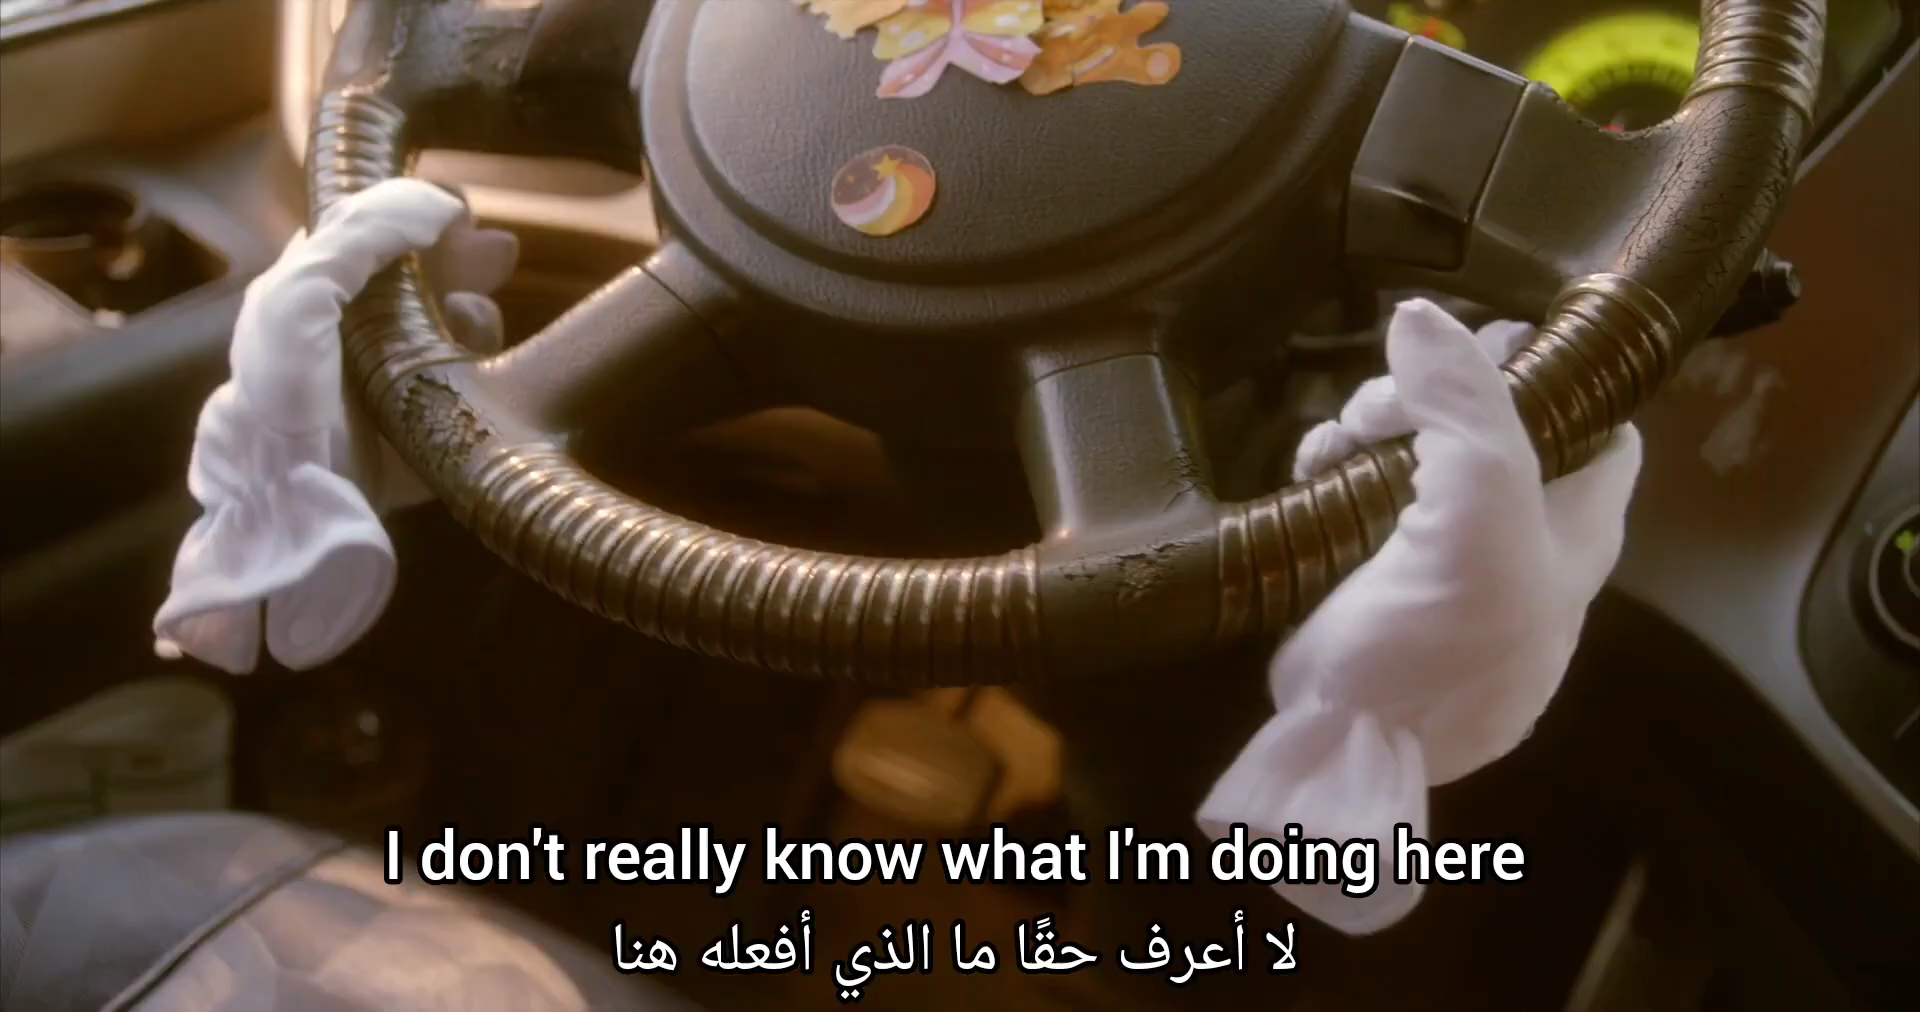 I don't really know what I'm doing here
لا أعرف حقًا ما الذي أفعله هنا